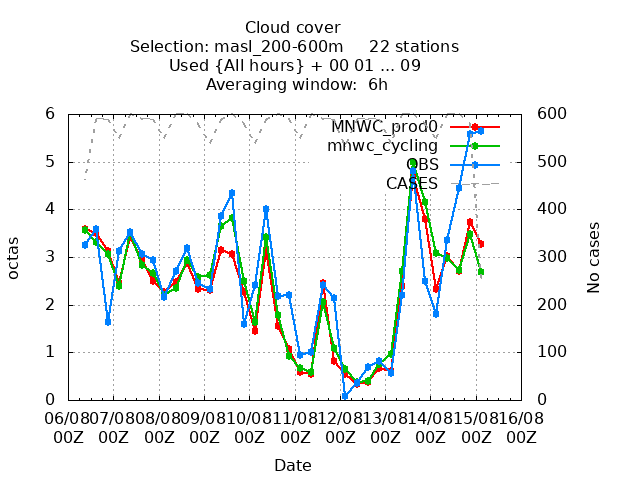 Cloud cover
Selection: masl_200-600m 22 stations
Used {All hours} + 00 01 ... 09
Averaging window: 6h
6 600
MNWC_prod0
mnwc_cycling
5 OBS 500
CASES
4 400
octas
3 300
No cases
2 200
1 100
0 0
06/08 07/08 08/08 09/08 10/08 11/08 12/08 13/08 14/08 15/08 16/08
00Z 00Z 00Z 00Z 00Z 00Z 00Z 00Z 00Z 00Z 00Z
Date